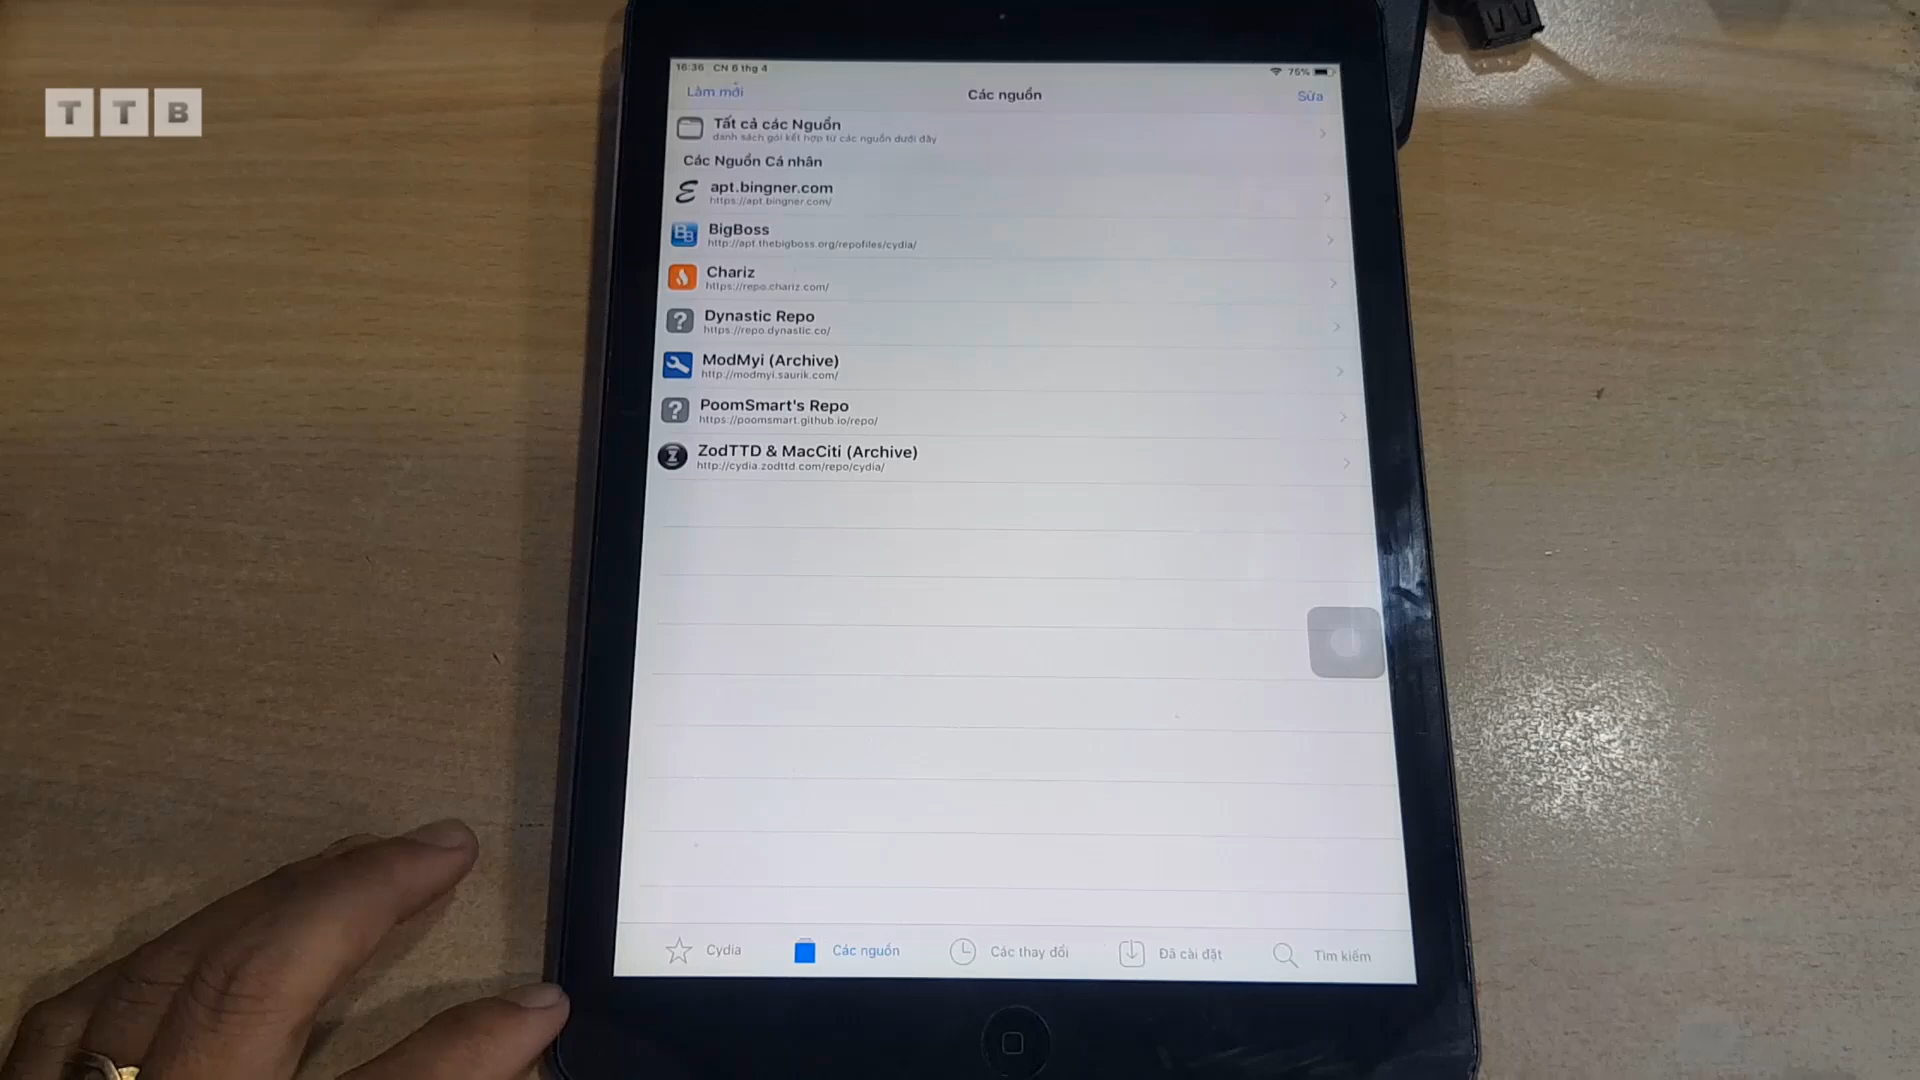 TTB
16:36 CN 6 thg 4
75%
Làm mới
Các nguồn
Sửa
Tất cả các Nguồn
danh sách gói kết hợp từ các nguồn dưới đây
Các Nguồn Cá nhân
apt.bingner.com
https://apt.bingner.com/
BigBoss
http://apt.thebigboss.org/repofiles/cydia/
Chariz
https://repo.chariz.com/
Dynastic Repo
https://repo.dynastic.co/
ModMyi (Archive)
http://modmyi.saurik.com/
PoomSmart's Repo
https://poomsmart.github.io/repo/
ZodTTD & MacCiti (Archive)
http://cydia.zodttd.com/repo/cydia/
Cydia
Các nguồn
Các thay đổi
Đã cài đặt
Tìm kiếm